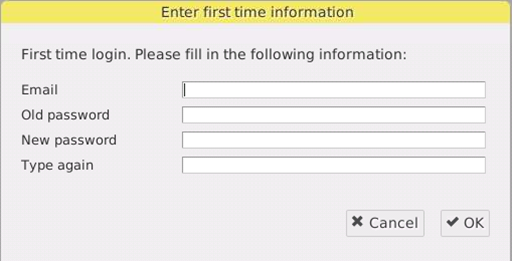 Enter first time information
First time login. Please fill in the following information:
Email
Old password
New password
Type again
Cancel OK